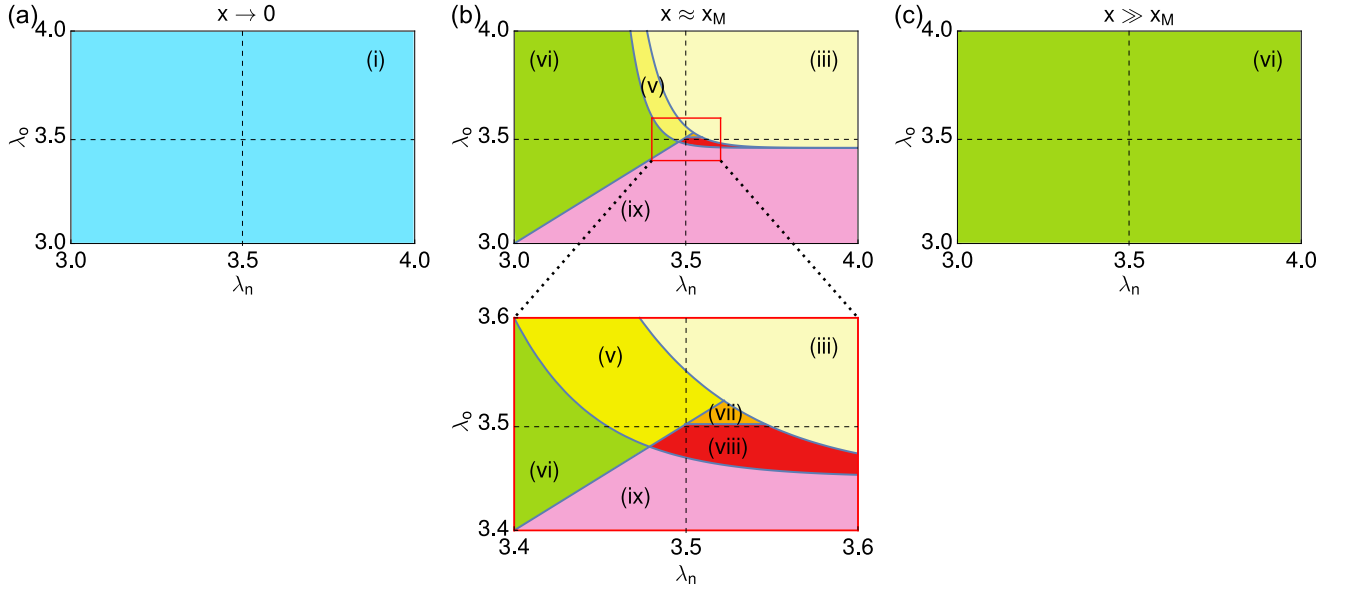 (a)
x → 0
4.0
(i)
λo
3.5
3.0
3.0
3.5
4.0
λn
(b)
x ≈ xM
4.0
(vi)
(iii)
(v)
λo
3.5
(ix)
3.0
3.0
3.5
4.0
λn
(c)
x ≫ xM
4.0
(vi)
λo
3.5
3.0
3.0
3.5
4.0
λn
3.6
(v)
(iii)
(vii)
λo
3.5
(viii)
(vi)
(ix)
3.4
3.4
3.5
3.6
λn